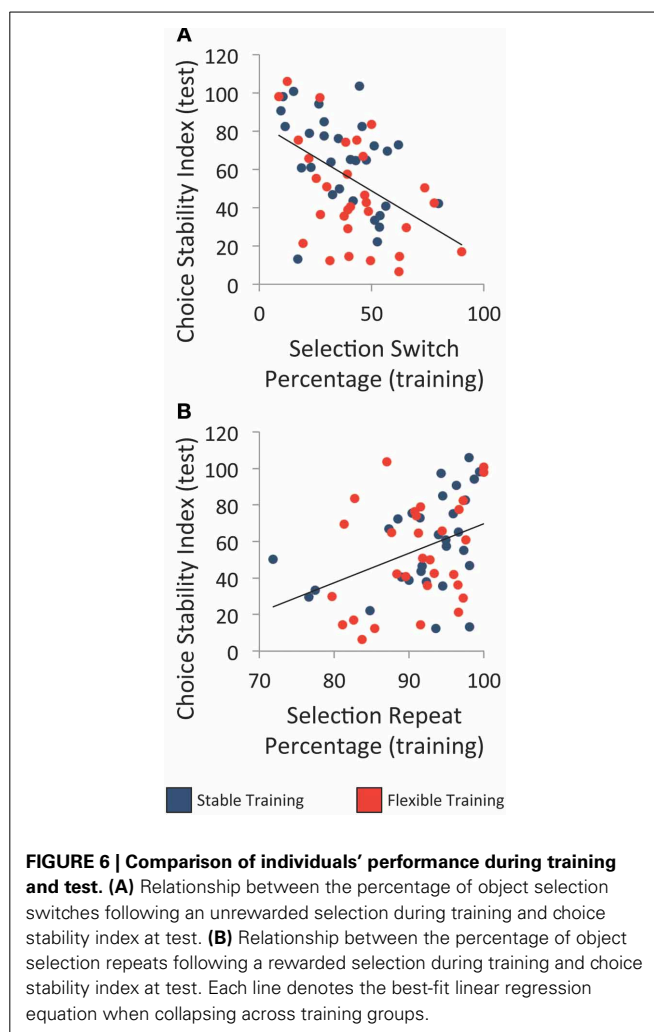 A
120
100
80
60
40
20
0
Choice Stability Index (test)
0 50 100
Selection Switch
Percentage (training)
B
120
100
80
60
40
20
0
Choice Stability Index (test)
70 80 90 100
Selection Repeat
Percentage (training)
Stable Training Flexible Training
FIGURE 6 | Comparison of individuals’ performance during training
and test. (A) Relationship between the percentage of object selection
switches following an unrewarded selection during training and choice
stability index at test. (B) Relationship between the percentage of object
selection repeats following a rewarded selection during training and choice
stability index at test. Each line denotes the best-fit linear regression
equation when collapsing across training groups.